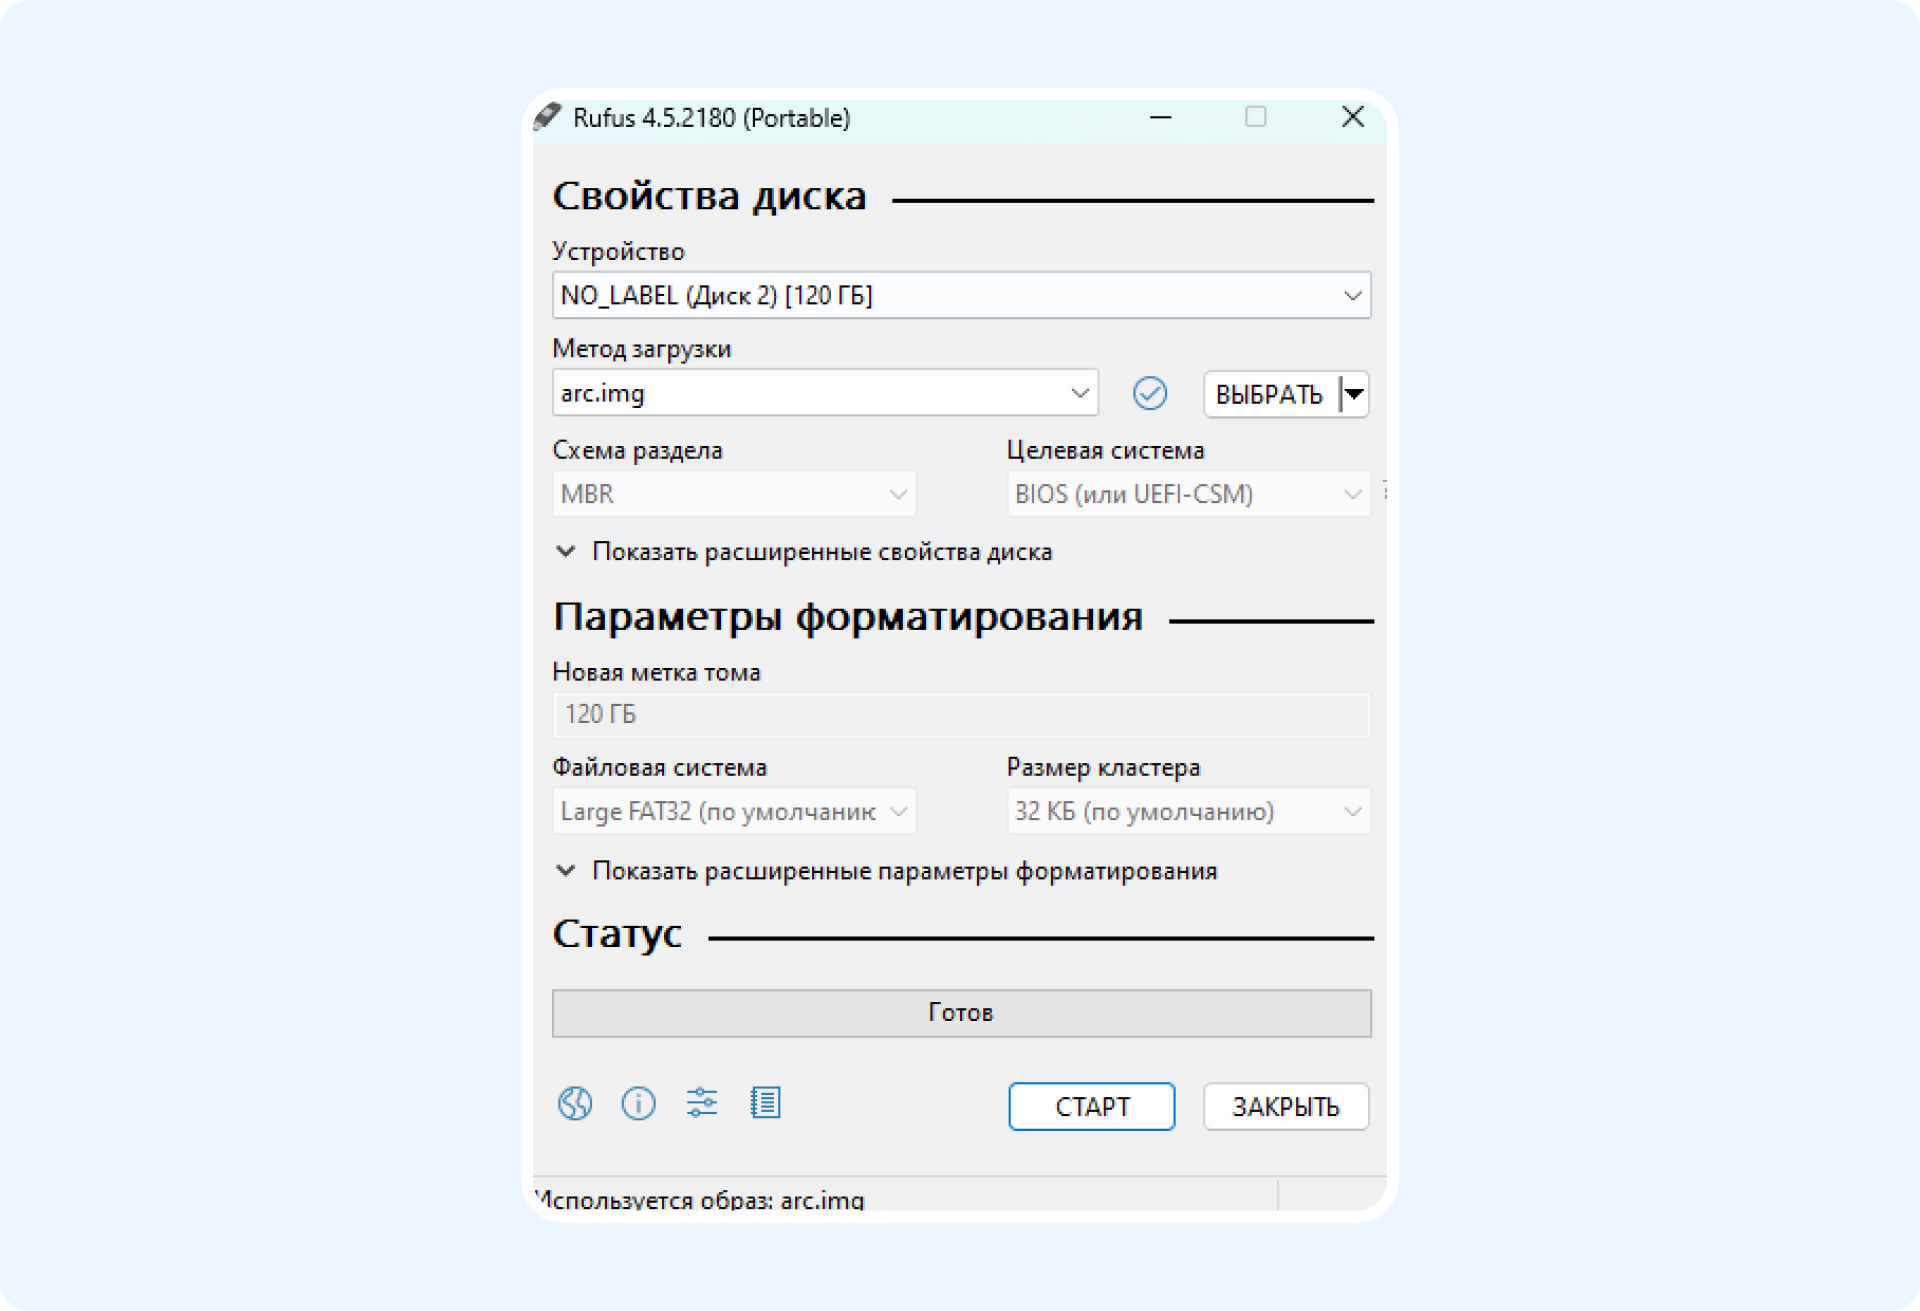 Rufus 4.5.2180 (Portable)
Свойства диска
Устройство
NO_LABEL (Диск 2) [120 ГБ]
Метод загрузки
arc.img
ВЫБРАТЬ
Схема раздела
Целевая система
MBR
BIOS (или UEFI-CSM)
?
Показать расширенные свойства диска
Параметры форматирования
Новая метка тома
120 ГБ
Файловая система
Размер кластера
Large FAT32 (по умолчанию
32 КБ (по умолчанию)
Показать расширенные параметры форматирования
Статус
Готов
СТАРТ
ЗАКРЫТЬ
Используется образ: arc.img